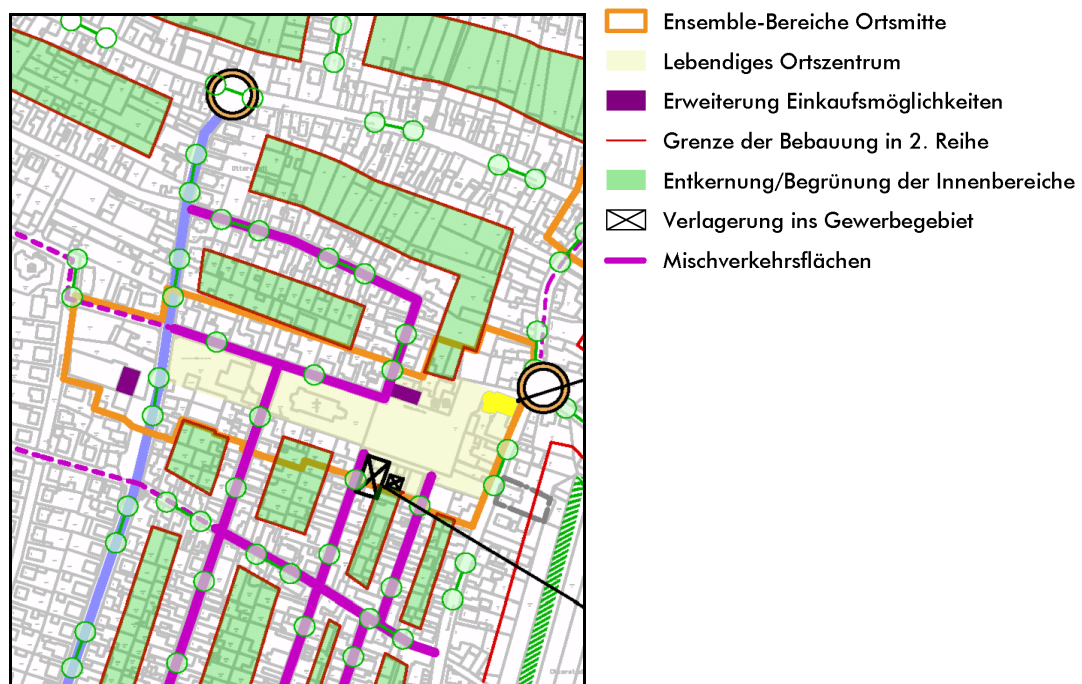 Ensemble-Bereiche Ortsmitte
Lebendiges Ortszentrum
Erweiterung Einkaufsmöglichkeiten
Grenze der Bebauung in 2. Reihe
Entkernung/Begrünung der Innenbereiche
Verlagerung ins Gewerbegebiet
Mischverkehrsflächen